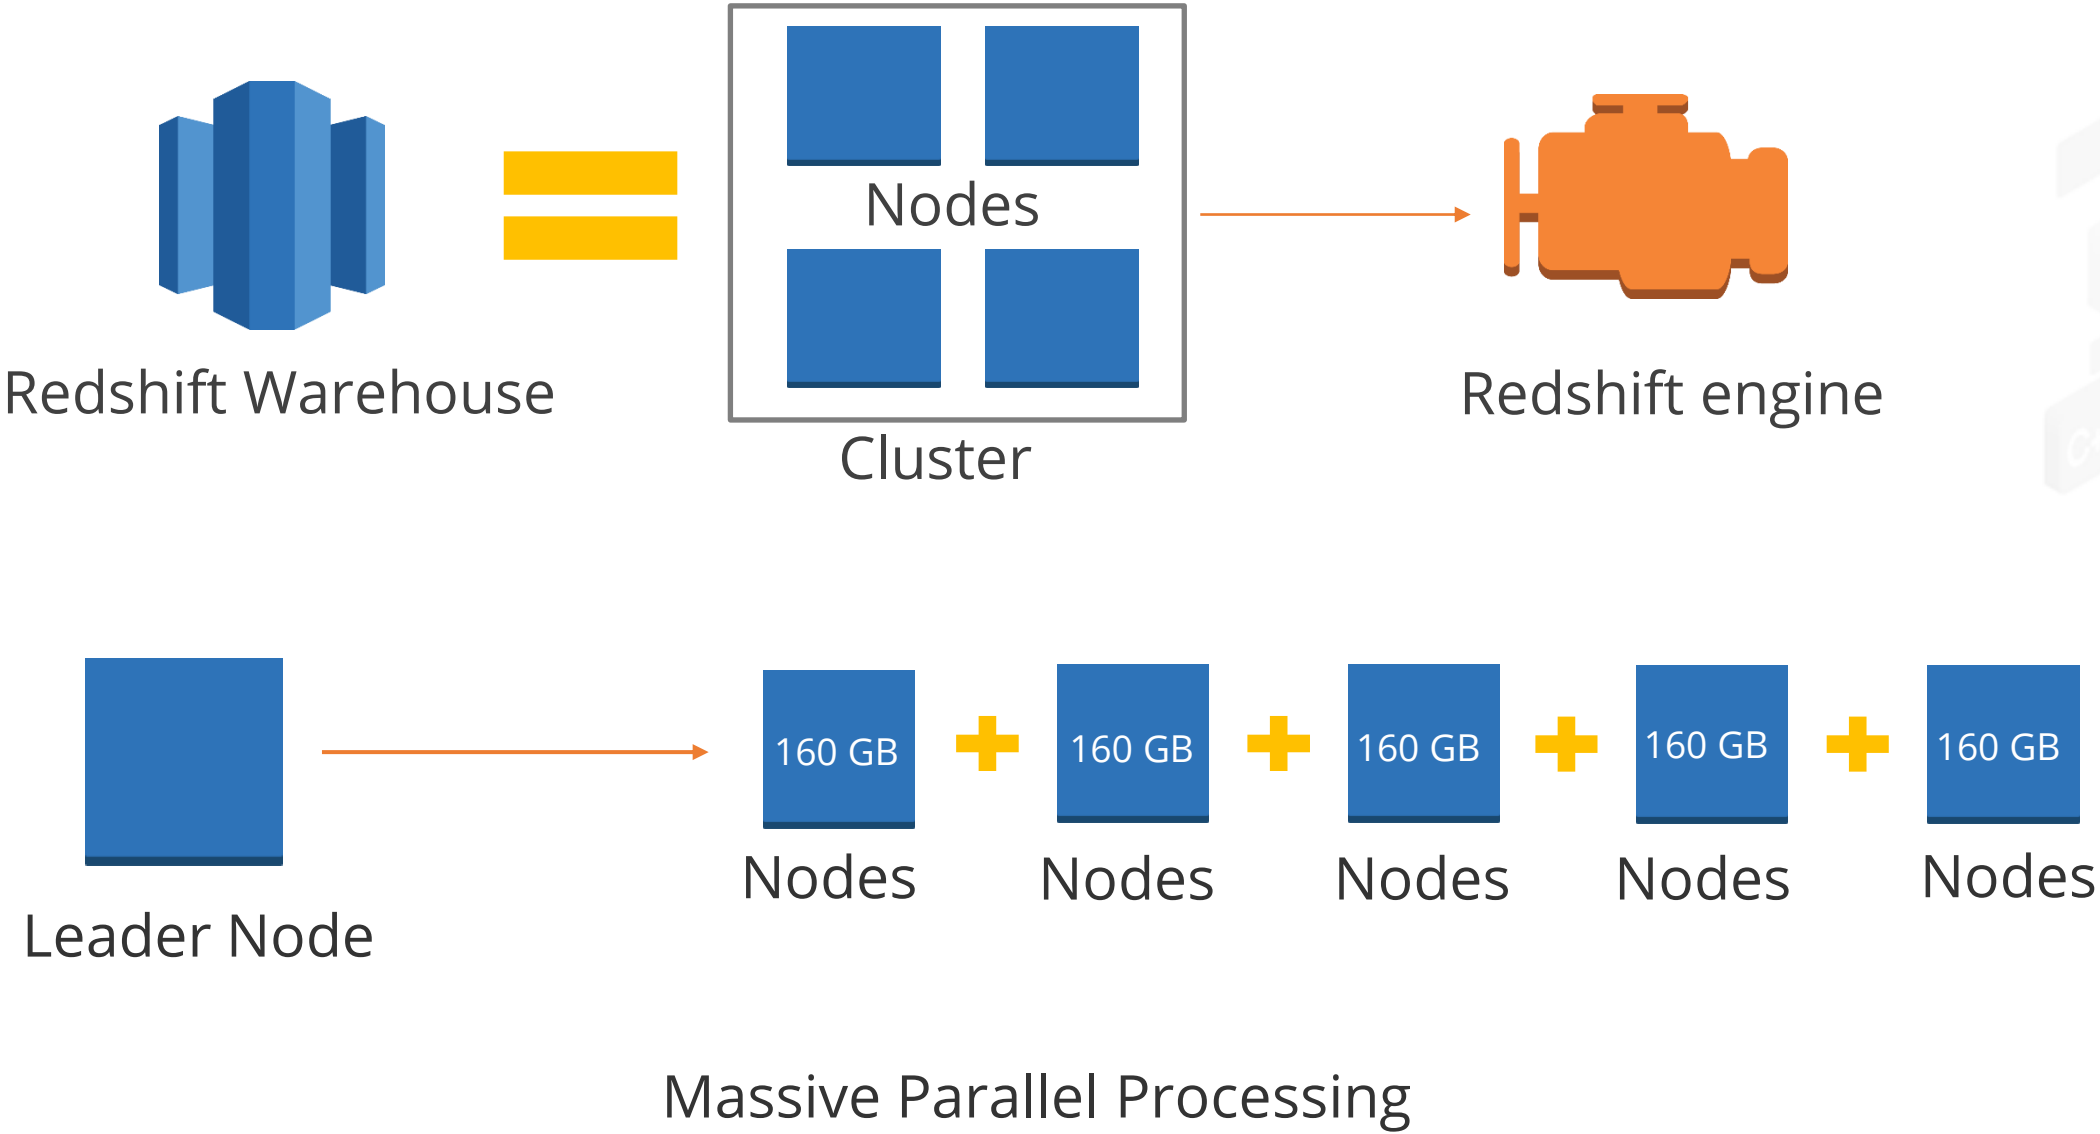 Nodes
Redshift Warehouse
Redshift engine
Cluster
160 GB
160 GB
160 GB
160 GB
160 GB
Nodes
Nodes
Nodes
Nodes
Nodes
Leader Node
Massive Parallel Processing